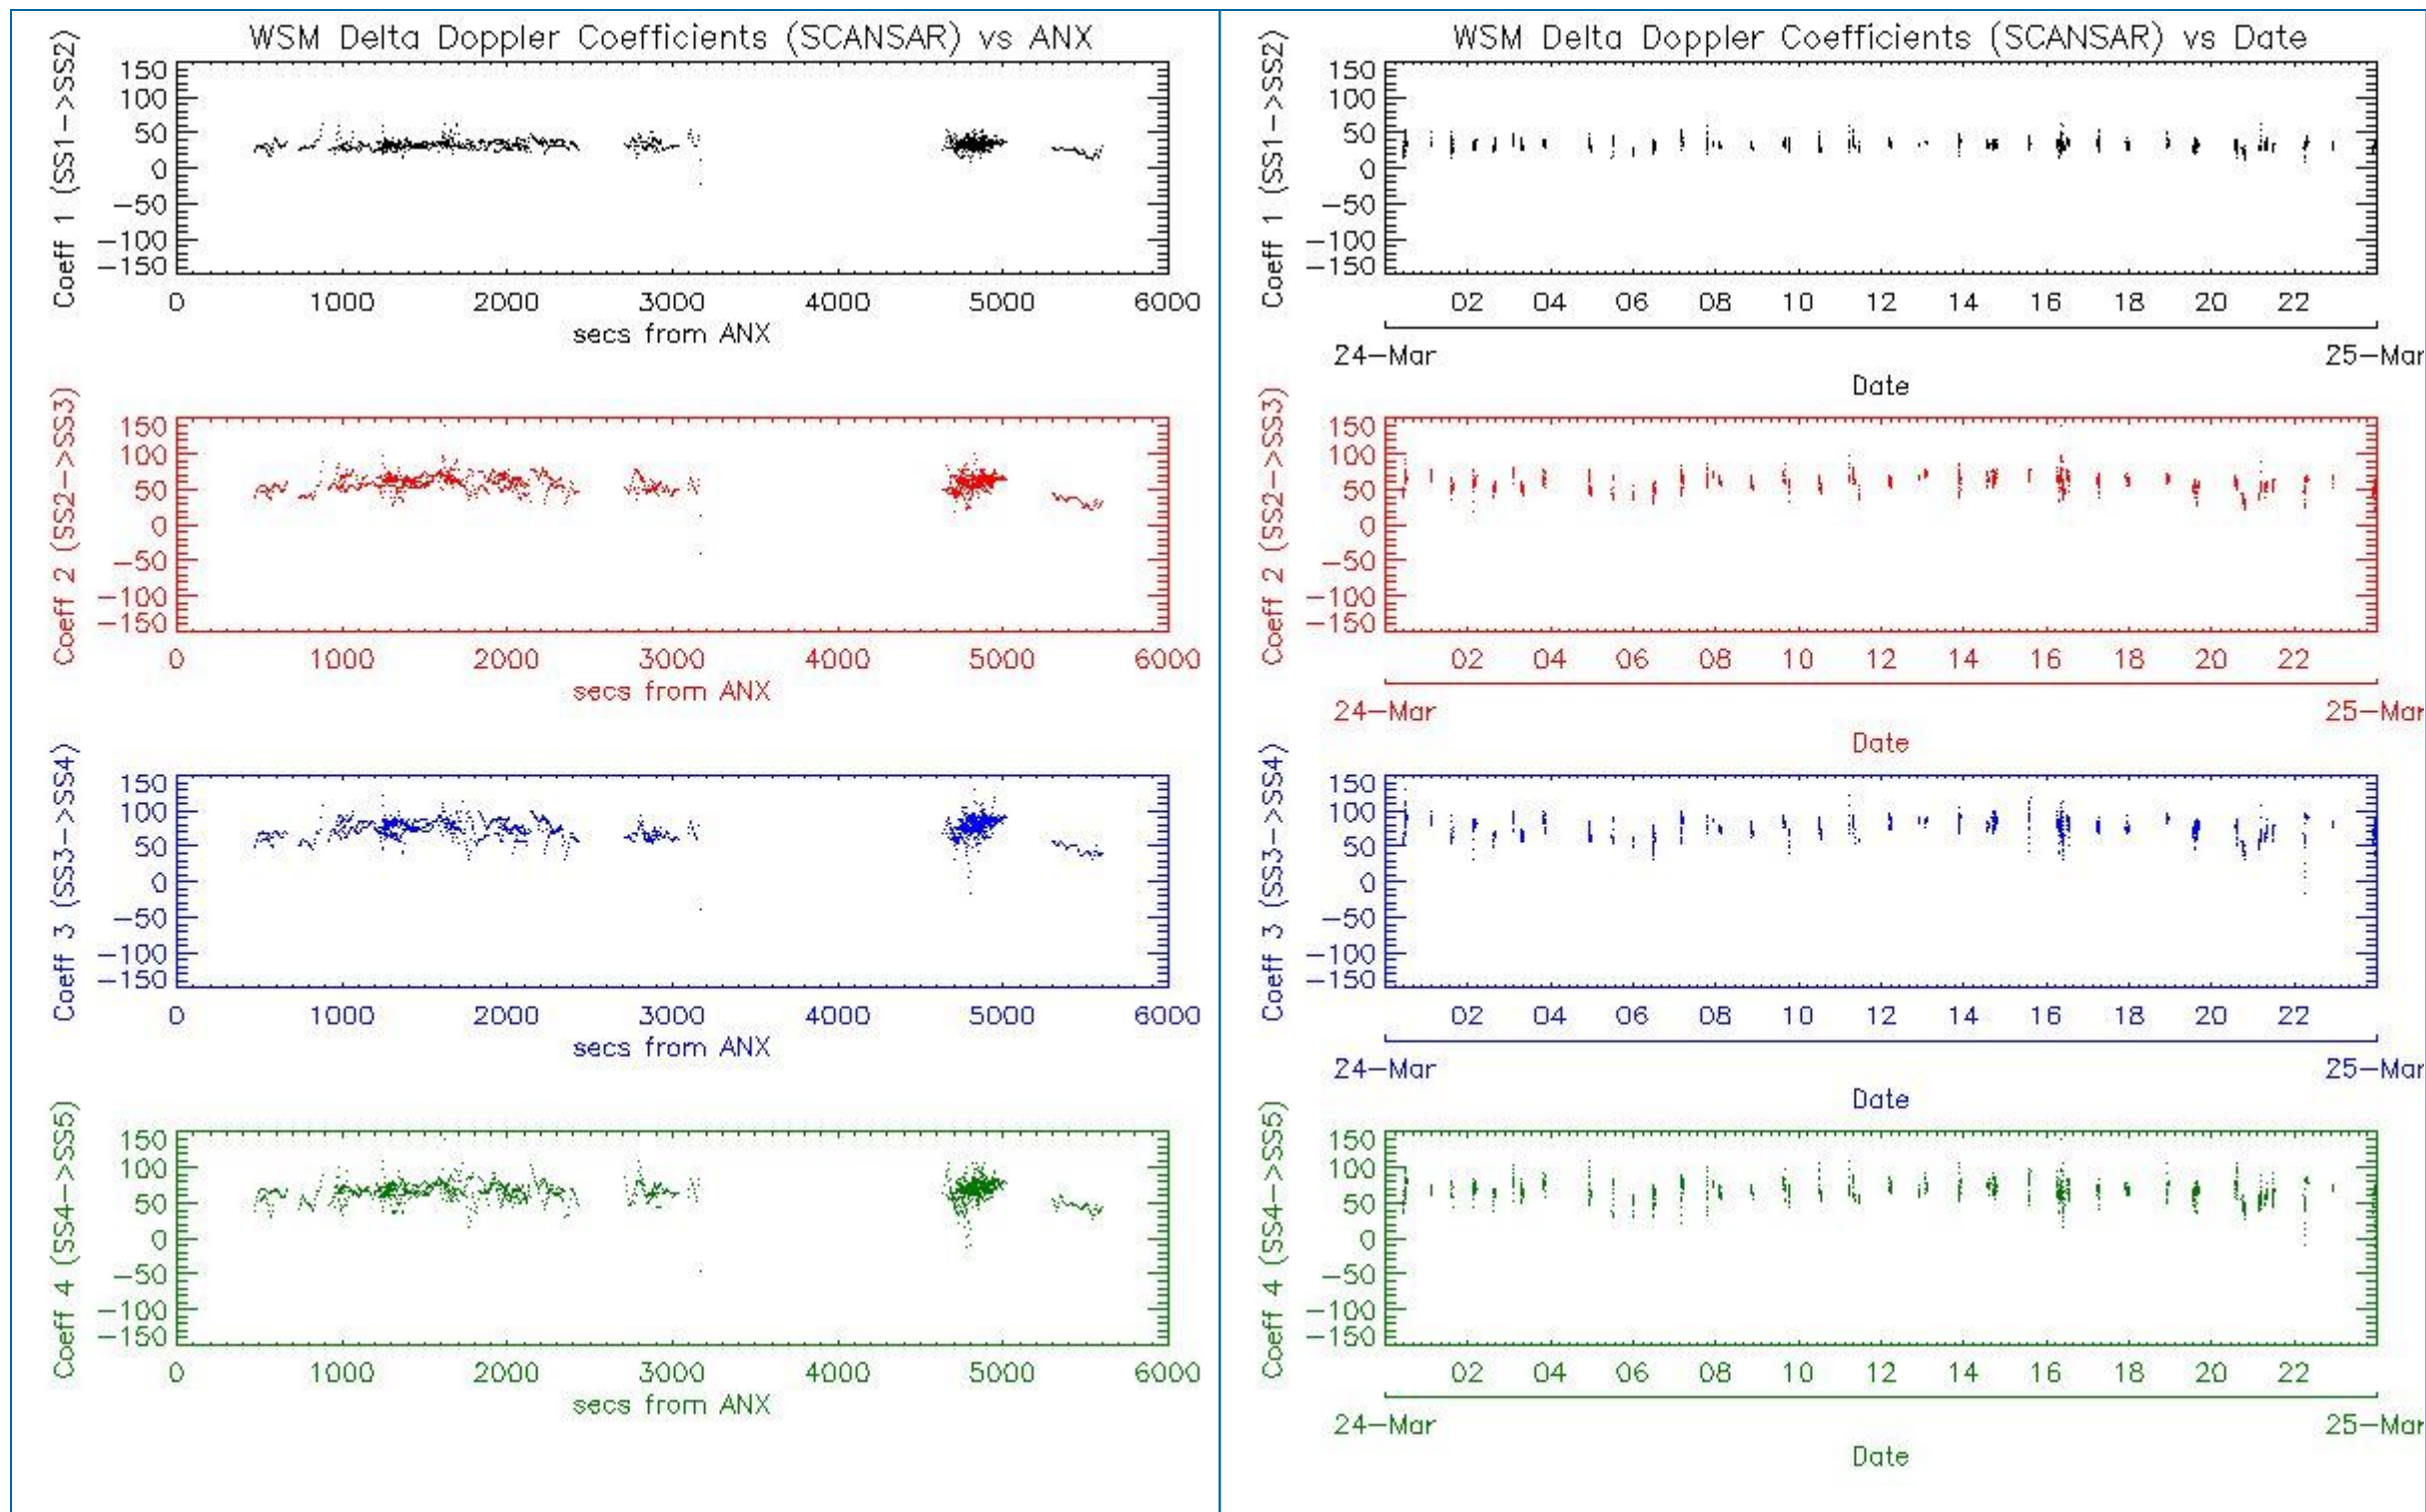 WSM Delta Doppler Coefficients (SCANSAR) vs ANX
Coeff 1 (SS1->SS2)
150
100
50
0
-50
-100
-150
0 1000 2000 3000 4000 5000 6000
secs from ANX
Coeff 2 (SS2->SS3)
150
100
50
0
-50
-100
-150
0 1000 2000 3000 4000 5000 6000
secs from ANX
Coeff 3 (SS3->SS4)
150
100
50
0
-50
-100
-150
0 1000 2000 3000 4000 5000 6000
secs from ANX
Coeff 4 (SS4->SS5)
150
100
50
0
-50
-100
-150
0 1000 2000 3000 4000 5000 6000
secs from ANX
WSM Delta Doppler Coefficients (SCANSAR) vs Date
Coeff 1 (SS1->SS2)
150
100
50
0
-50
-100
-150
02 04 06 08 10 12 14 16 18 20 22
24-Mar 25-Mar
Date
Coeff 2 (SS2->SS3)
150
100
50
0
-50
-100
-150
02 04 06 08 10 12 14 16 18 20 22
24-Mar 25-Mar
Date
Coeff 3 (SS3->SS4)
150
100
50
0
-50
-100
-150
02 04 06 08 10 12 14 16 18 20 22
24-Mar 25-Mar
Date
Coeff 4 (SS4->SS5)
150
100
50
0
-50
-100
-150
02 04 06 08 10 12 14 16 18 20 22
24-Mar 25-Mar
Date